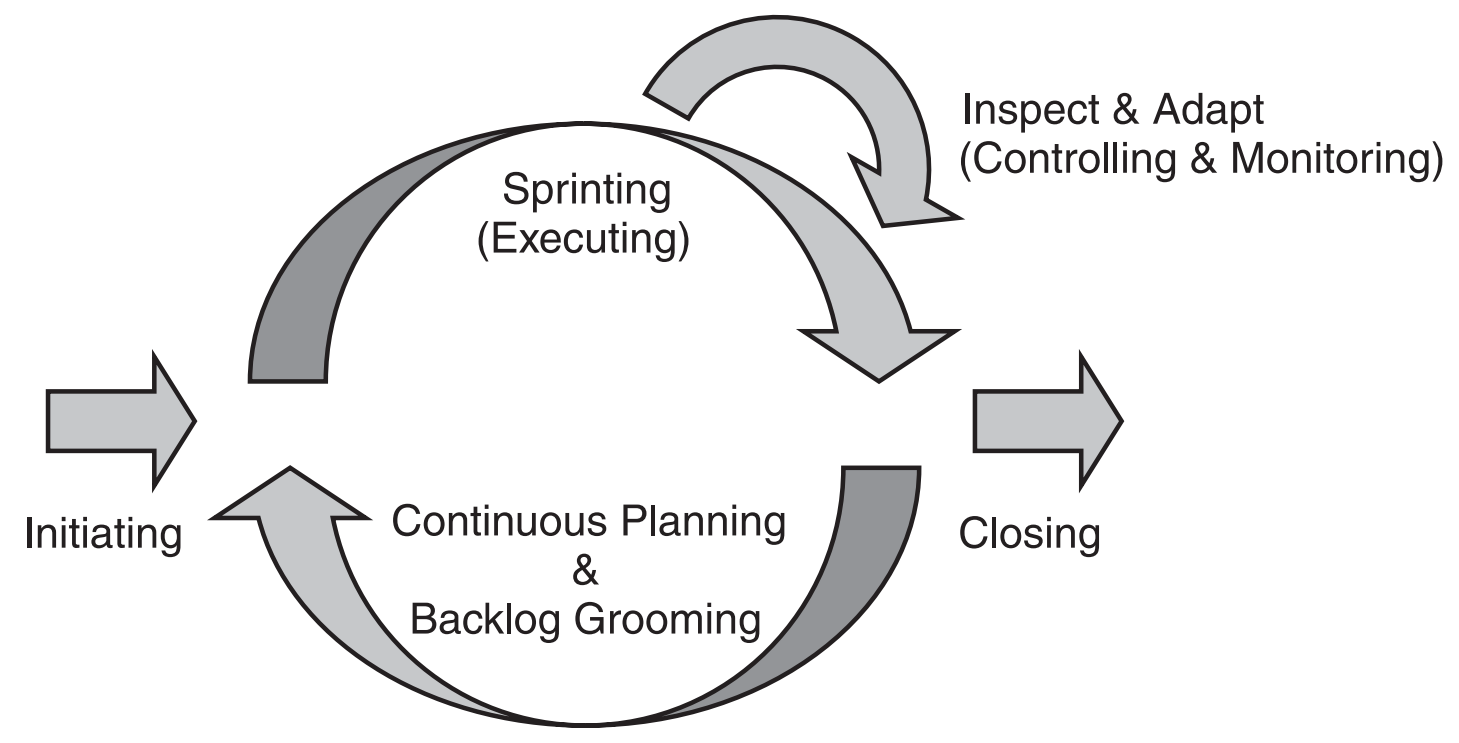 Inspect & Adapt
(Controlling & Monitoring)
Sprinting
(Executing)
Initiating
Continuous Planning
&
Backlog Grooming
Closing